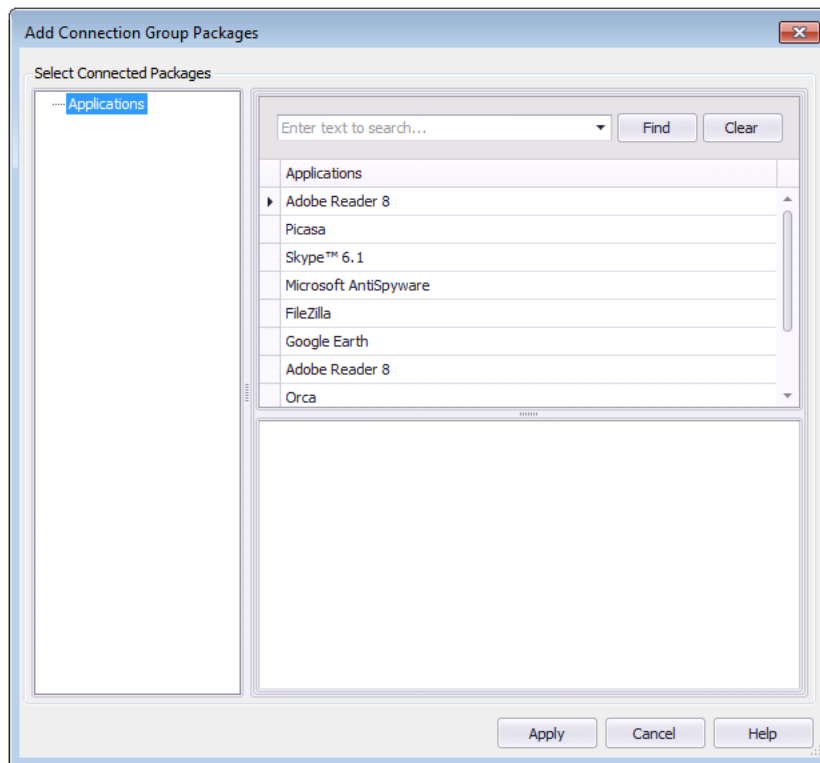 Add Connection Group Packages
Select Connected Packages
Applications
Enter text to search...
Find
Clear
Applications
Adobe Reader 8
Picasa
Skype™ 6.1
Microsoft AntiSpyware
FileZilla
Google Earth
Adobe Reader 8
Orca
Apply
Cancel
Help